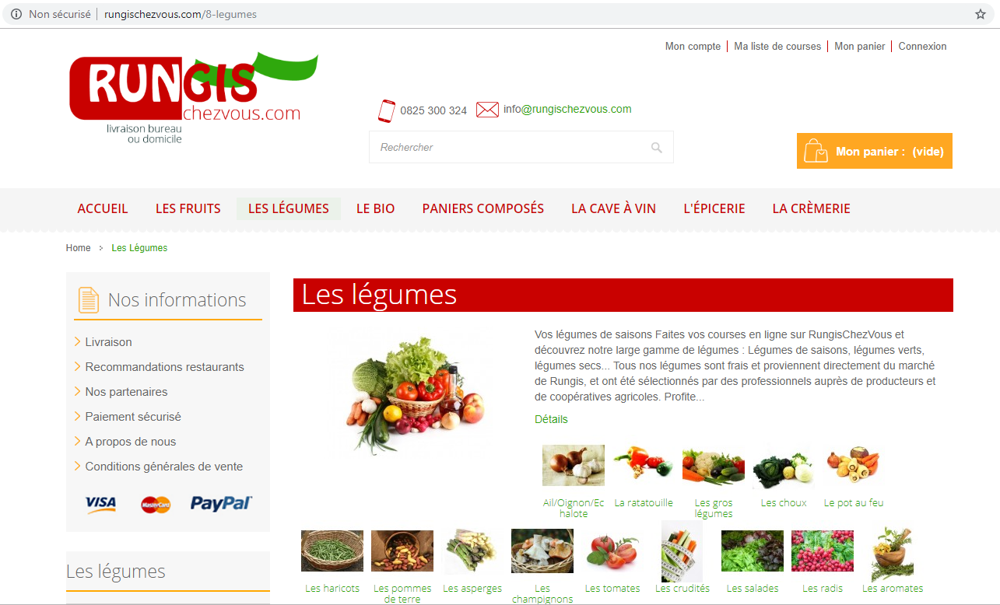 Non sécurisé
rungischezvous.com/8-legumes
Mon compte
Ma liste de courses
Mon panier
Connexion
RUNGIS
chezvous.com
livraison bureau
ou domicile
0825 300 324
info@rungischezvous.com
Rechercher
Mon panier : (vide)
ACCUEIL
LES FRUITS
LES LÉGUMES
LE BIO
PANIERS COMPOSÉS
LA CAVE À VIN
L'ÉPICERIE
LA CRÈMERIE
Home
Les Légumes
Nos informations
Livraison
Recommandations restaurants
Nos partenaires
Paiement sécurisé
A propos de nous
Conditions générales de vente
VISA
MasterCard
PayPal
Les légumes
Les légumes
Vos légumes de saisons Faites vos courses en ligne sur RungisChezVous et
découvrez notre large gamme de légumes : Légumes de saisons, légumes verts,
légumes secs... Tous nos légumes sont frais et proviennent directement du marché
de Rungis, et ont été sélectionnés par des professionnels auprès de producteurs et
de coopératives agricoles. Profite...
Détails
Ail/Oignon/Ec
halote
La ratatouille
Les gros
légumes
Les choux
Le pot au feu
Les haricots
Les pommes
de terre
Les asperges
Les
champignons
Les tomates
Les crudités
Les salades
Les radis
Les aromates